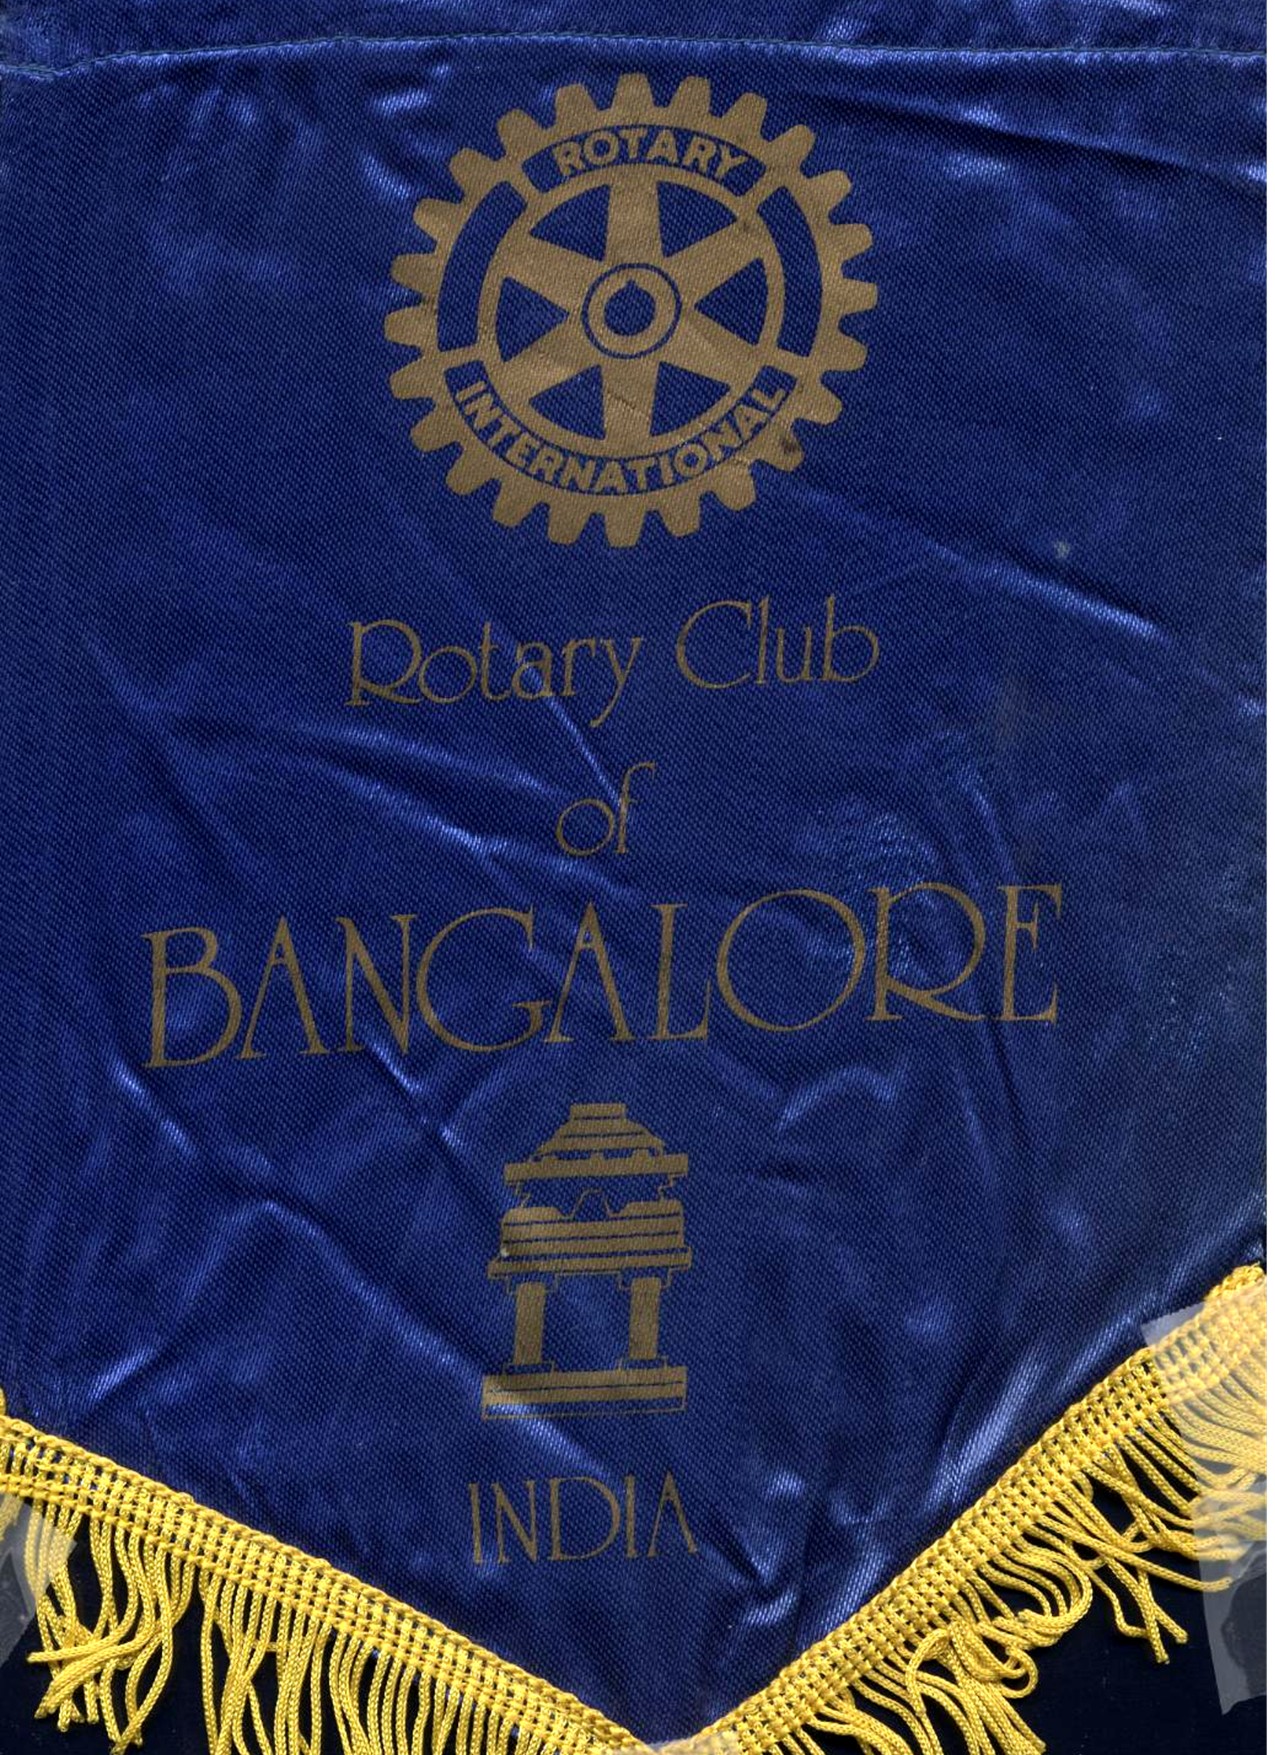 ROTARY
INTERNATIONAL
Rotary Club
of
BANGALORE
INDIA